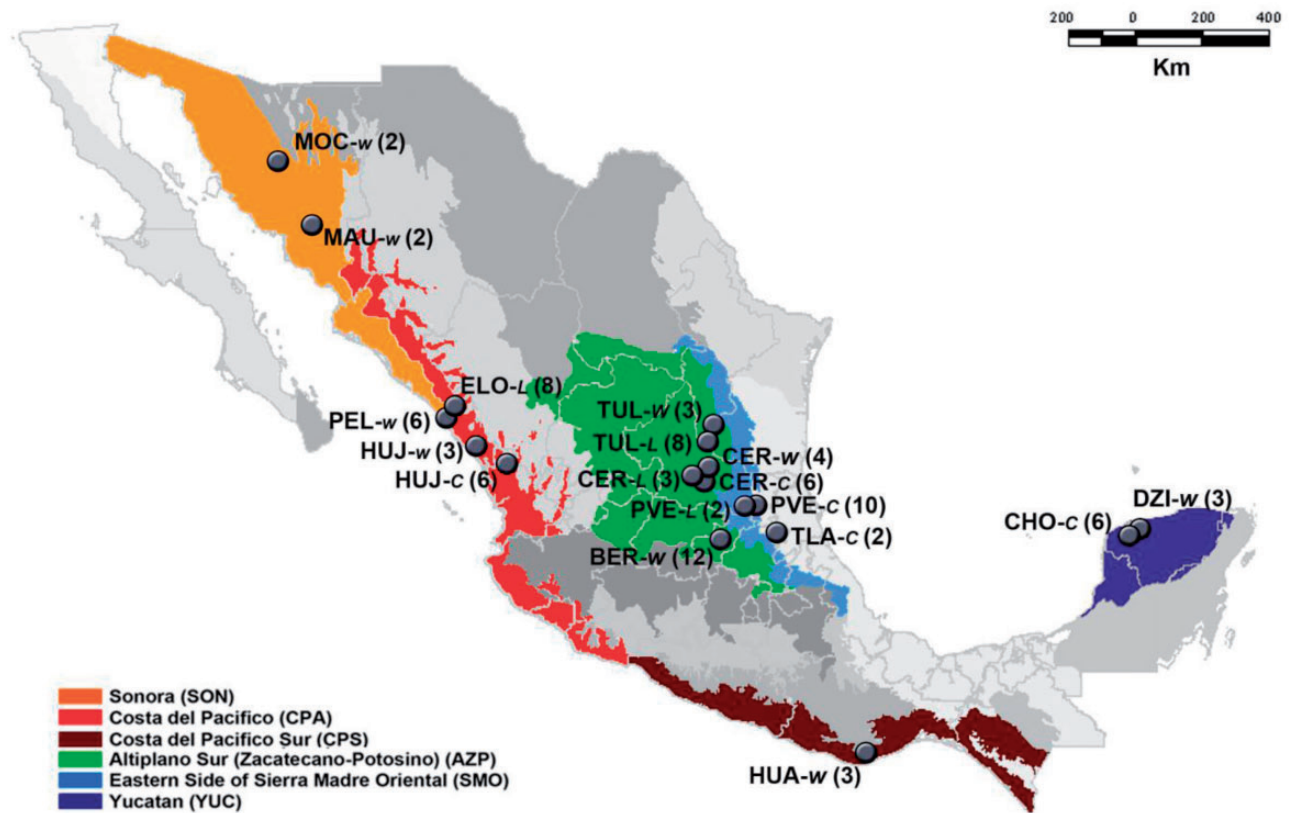 200 0 200 400
Km
MOC-w (2)
MAU-w (2)
ELO-L (8)
PEL-w (6)
HUJ-w (3)
HUJ-C (6)
TUL-W (3)
TUL-L (8)
CER-w (4)
CER-L (3)
CER-C (6)
PVE-L (2)
PVE-C (10)
TLA-C (2)
BER-w (12)
DZI-w (3)
CHO-C (6)
HUA-w (3)
Sonora (SON)
Costa del Pacifico (CPA)
Costa del Pacifico Sur (CPS)
Altiplano Sur (Zacatecano-Potosino) (AZP)
Eastern Side of Sierra Madre Oriental (SMO)
Yucatan (YUC)